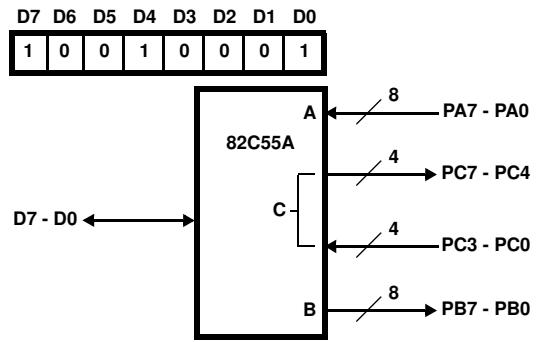 D7 D6 D5 D4 D3 D2 D1 D0
1 0 0 1 0 0 0 1
8
A PA7 - PA0
82C55A
4
PC7 - PC4
C
D7 - D0
4
PC3 - PC0
8
B PB7 - PB0